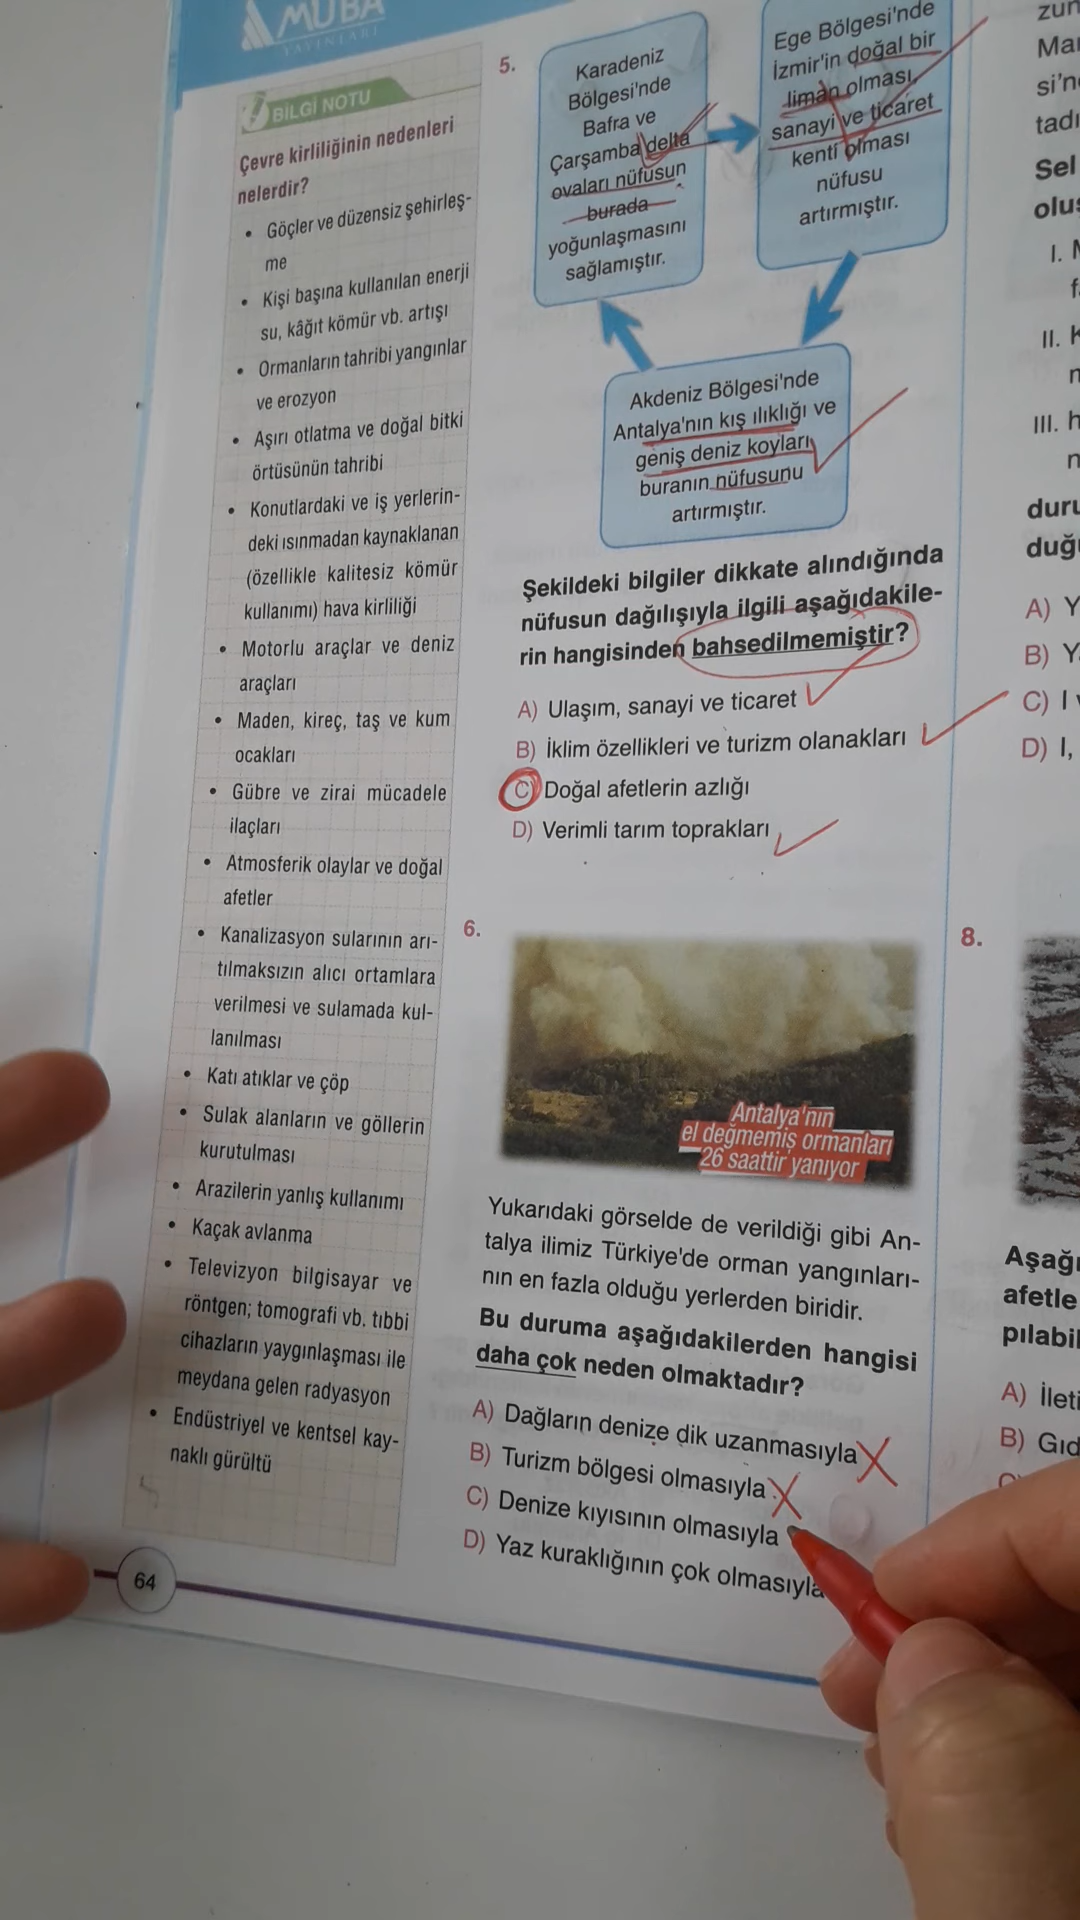 MUBA
YAYINLARI
BİLGİ NOTU
Çevre kirliliğinin nedenleri
nelerdir?
• Göçler ve düzensiz şehirleş-
me
• Kişi başına kullanılan enerji
su, kâğıt kömür vb. artışı
• Ormanların tahribi yangınlar
ve erozyon
• Aşırı otlatma ve doğal bitki
örtüsünün tahribi
• Konutlardaki ve iş yerlerin-
deki ısınmadan kaynaklanan
(özellikle kalitesiz kömür
kullanımı) hava kirliliği
• Motorlu araçlar ve deniz
araçları
• Maden, kireç, taş ve kum
ocakları
• Gübre ve zirai mücadele
ilaçları
• Atmosferik olaylar ve doğal
afetler
• Kanalizasyon sularının arı-
tılmaksızın alıcı ortamlara
verilmesi ve sulamada kul-
lanılması
• Katı atıklar ve çöp
• Sulak alanların ve göllerin
kurutulması
• Arazilerin yanlış kullanımı
• Kaçak avlanma
• Televizyon bilgisayar ve
röntgen; tomografi vb. tıbbi
cihazların yaygınlaşması ile
meydana gelen radyasyon
• Endüstriyel ve kentsel kay-
naklı gürültü
64
5.
Karadeniz
Bölgesi'nde
Bafra ve
Çarşamba delta
ovaları nüfusun
burada
yoğunlaşmasını
sağlamıştır.
Ege Bölgesi'nde
İzmir'in doğal bir
liman olması,
sanayi ve ticaret
kenti olması
nüfusu
artırmıştır.
Akdeniz Bölgesi'nde
Antalya'nın kış ılıklığı ve
geniş deniz koyları
buranın nüfusunu
artırmıştır.
Şekildeki bilgiler dikkate alındığında
nüfusun dağılışıyla ilgili aşağıdakile-
rin hangisinden bahsedilmemiştir?
A) Ulaşım, sanayi ve ticaret
B) İklim özellikleri ve turizm olanakları
C) Doğal afetlerin azlığı
D) Verimli tarım toprakları
6.
Antalya'nın
el değmemiş ormanları
26 saattir yanıyor
Yukarıdaki görselde de verildiği gibi An-
talya ilimiz Türkiye'de orman yangınları-
nın en fazla olduğu yerlerden biridir.
Bu duruma aşağıdakilerden hangisi
daha çok neden olmaktadır?
A) Dağların denize dik uzanmasıyla
B) Turizm bölgesi olmasıyla
C) Denize kıyısının olmasıyla
D) Yaz kuraklığının çok olmasıyla
Sel
I.
II.
III.
A)
B)
C) I
D) I,
8.
A)
B)